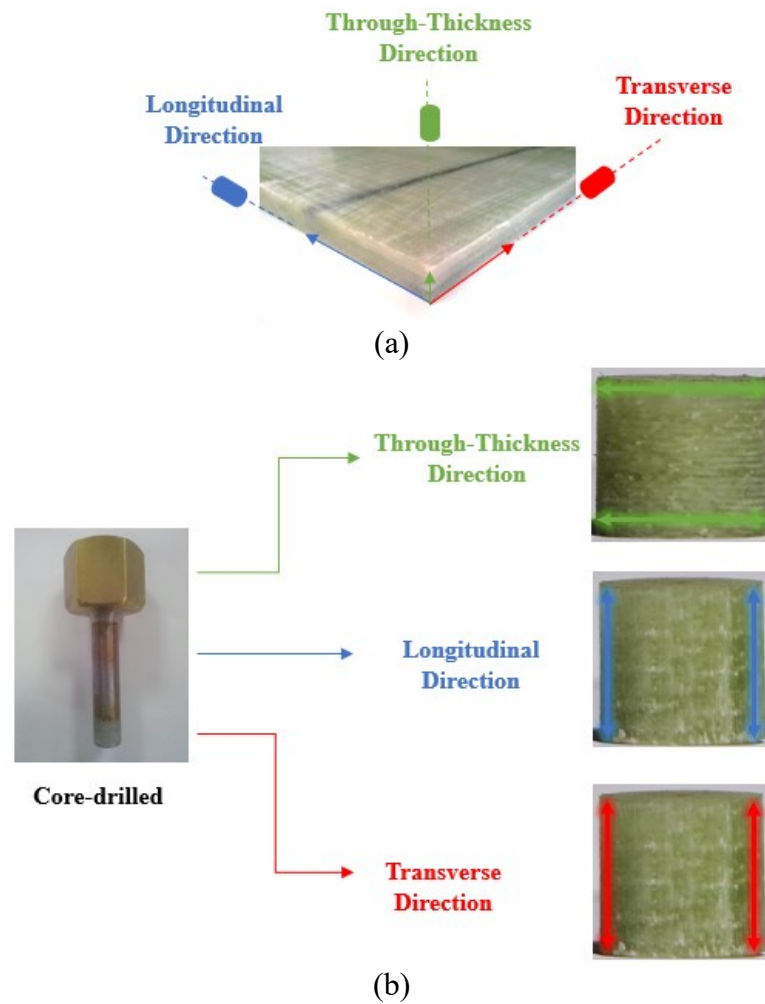 Through-Thickness
Direction
Longitudinal
Direction
Transverse
Direction
(a)
Through-Thickness
Direction
Longitudinal
Direction
Core-drilled
Transverse
Direction
(b)